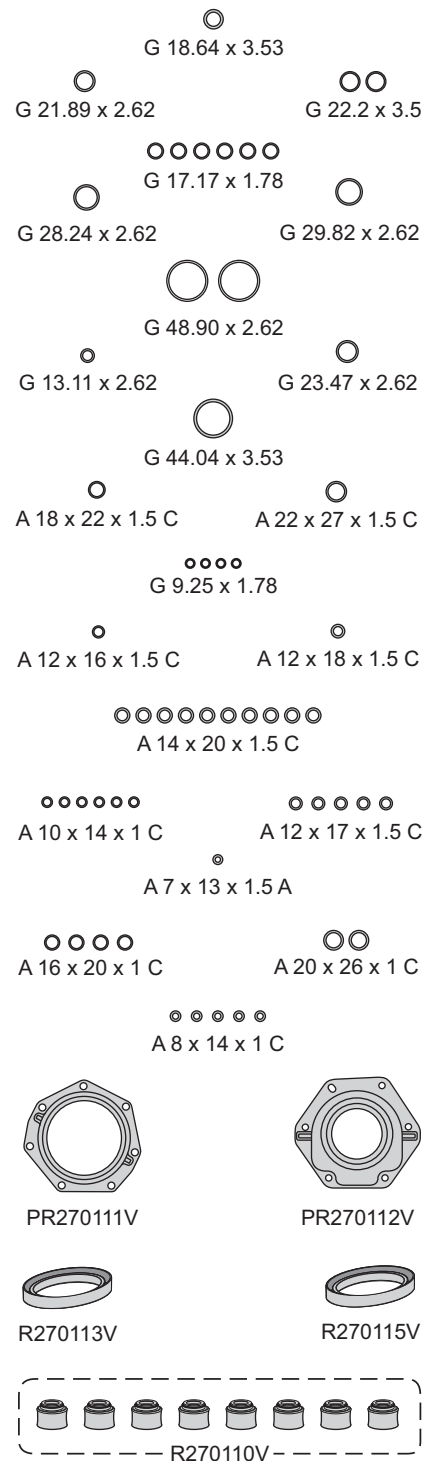 G 18.64 x 3.53
G 21.89 x 2.62
G 22.2 x 3.5
G 17.17 x 1.78
G 28.24 x 2.62
G 29.82 x 2.62
G 48.90 x 2.62
G 13.11 x 2.62
G 23.47 x 2.62
G 44.04 x 3.53
A 18 x 22 x 1.5 C
A 22 x 27 x 1.5 C
G 9.25 x 1.78
A 12 x 16 x 1.5 C
A 12 x 18 x 1.5 C
A 14 x 20 x 1.5 C
A 10 x 14 x 1 C
A 12 x 17 x 1.5 C
A 7 x 13 x 1.5 A
A 16 x 20 x 1 C
A 20 x 26 x 1 C
A 8 x 14 x 1 C
PR270111V
PR270112V
R270113V
R270115V
R270110V